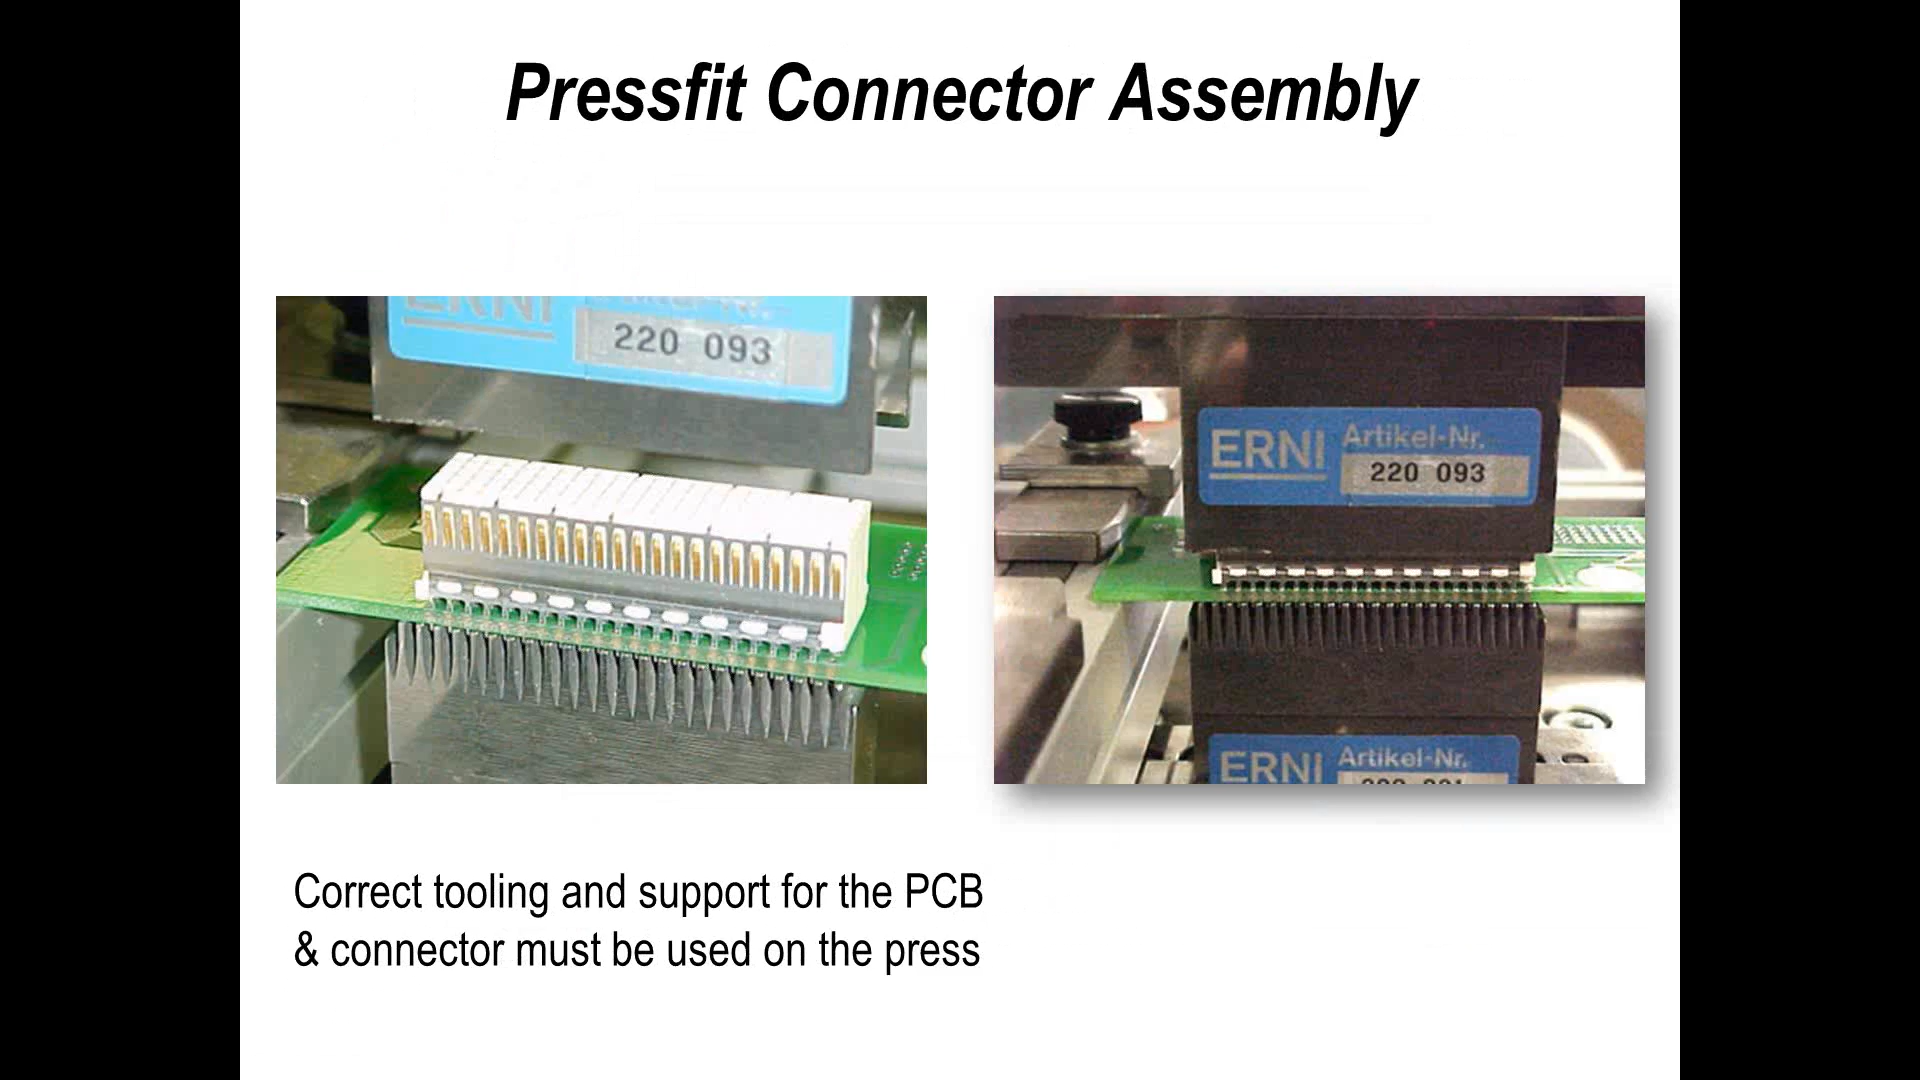 Pressfit Connector Assembly
ERNI
220 093
ERNI Artikel-Nr.
220 093
ERNI Artikel-Nr.
Correct tooling and support for the PCB
& connector must be used on the press